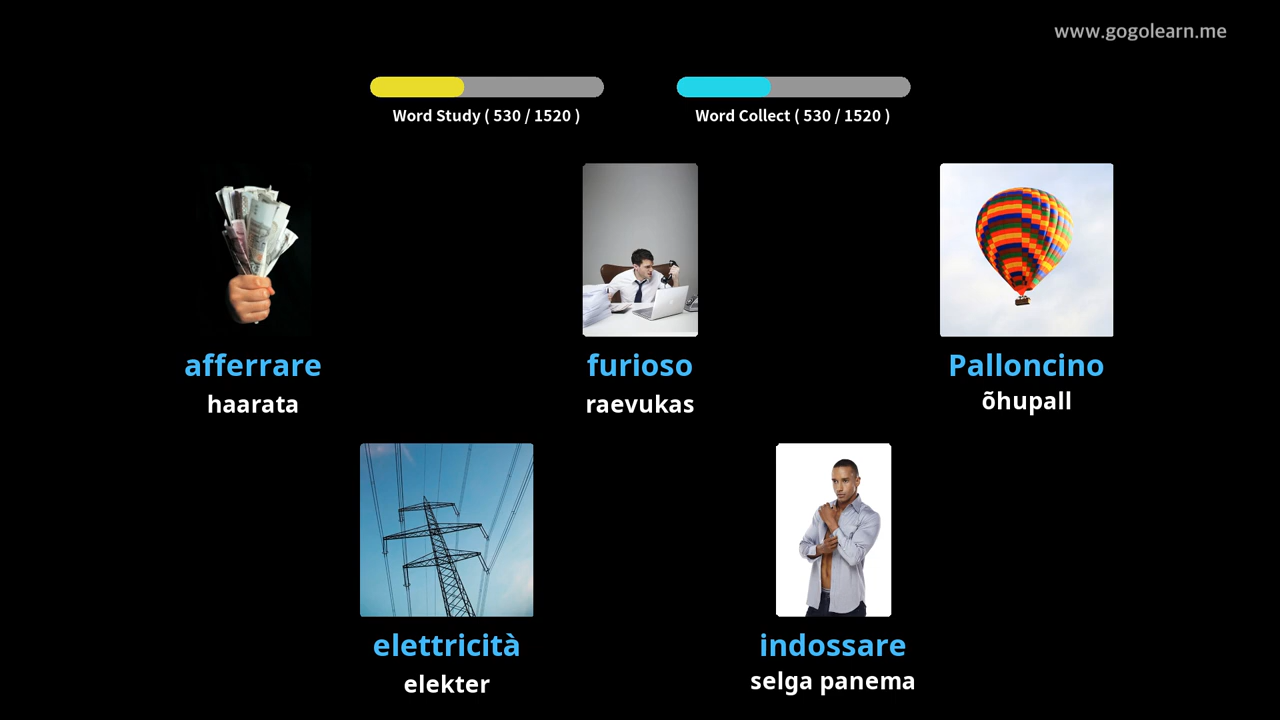 www.gogolearn.me
Word Study ( 530 / 1520 )
Word Collect ( 530 / 1520 )
afferrare
haarata
furioso
raevukas
Palloncino
õhupall
elettricità
elekter
indossare
selga panema